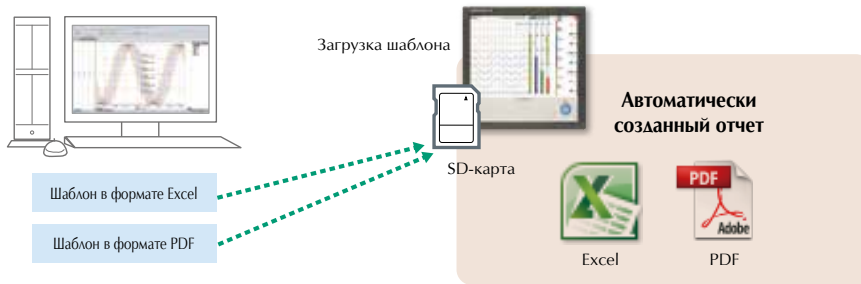 Загрузка шаблона
Автоматически
созданный отчет
SD-карта
Шаблон в формате Excel
Шаблон в формате PDF
PDF
Adobe
Excel
PDF